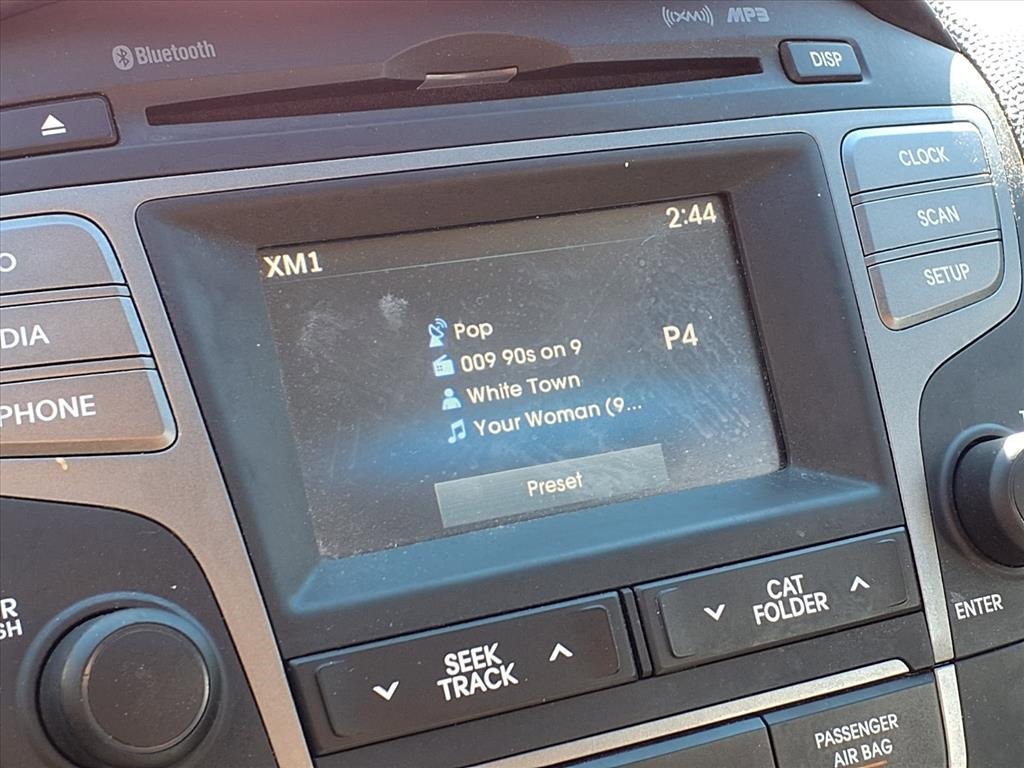 Bluetooth
((XM))
MP3
DISP
CLOCK
SCAN
SETUP
XM1
2:44
Pop
009 90s on 9
P4
White Town
Your Woman (9...
Preset
PHONE
SEEK
TRACK
CAT
FOLDER
ENTER
PASSENGER
AIR BAG